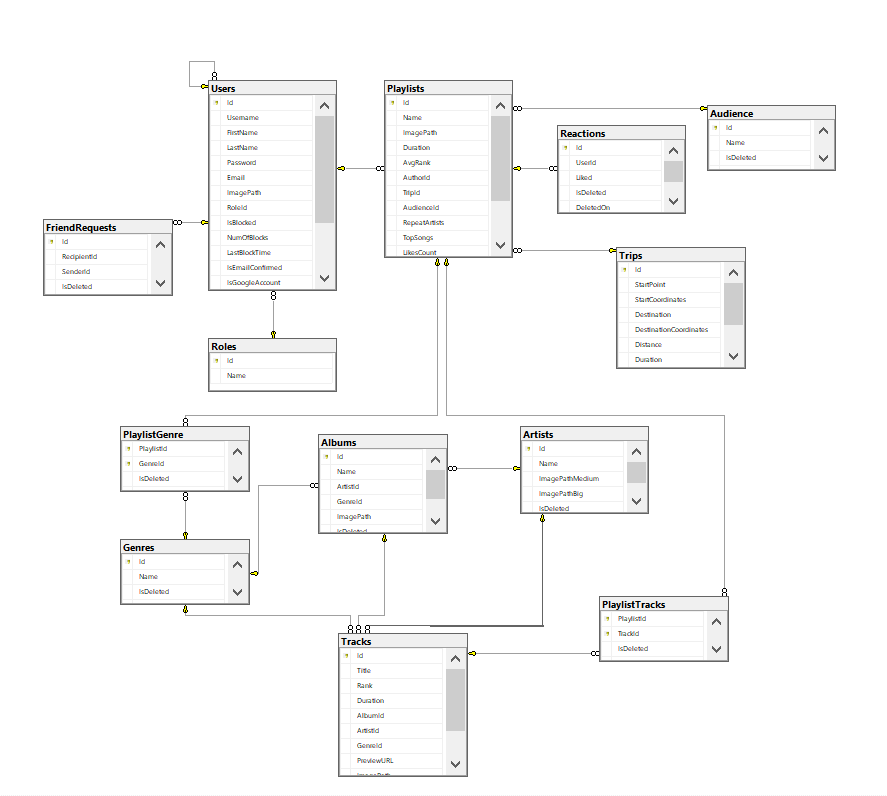 Users
Id
Username
FirstName
LastName
Password
Email
ImagePath
RoleId
IsBlocked
NumOfBlocks
LastBlockTime
IsEmailConfirmed
IsGoogleAccount
Playlists
Id
Name
ImagePath
Duration
AvgRank
AuthorId
TripId
AudienceId
RepeatArtists
TopSongs
LikesCount
Audience
Id
Name
IsDeleted
Reactions
Id
UserId
Liked
IsDeleted
DeletedOn
FriendRequests
Id
RecipientId
SenderId
IsDeleted
Trips
Id
StartPoint
StartCoordinates
Destination
DestinationCoordinates
Distance
Duration
Roles
Id
Name
PlaylistGenre
PlaylistId
GenreId
IsDeleted
Albums
Id
Name
ArtistId
GenreId
ImagePath
IsDeleted
Artists
Id
Name
ImagePathMedium
ImagePathBig
IsDeleted
Genres
Id
Name
IsDeleted
PlaylistTracks
PlaylistId
TrackId
IsDeleted
Tracks
Id
Title
Rank
Duration
AlbumId
ArtistId
GenreId
PreviewURL
ImagePath